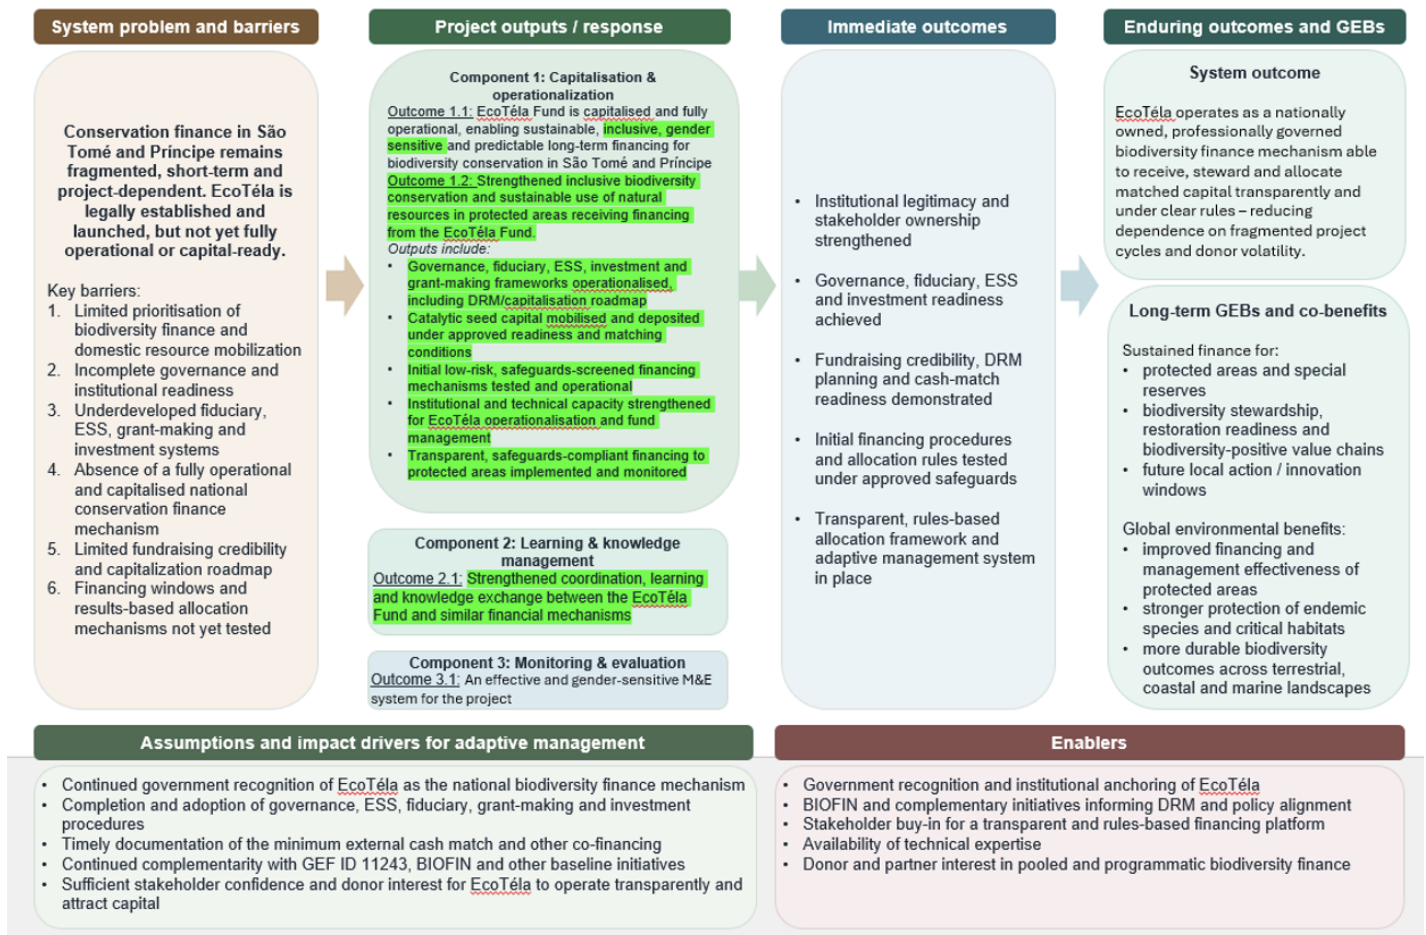 System problem and barriers
Conservation finance in São
Tomé and Príncipe remains
fragmented, short-term and
project-dependent. EcoTéla is
legally established and
launched, but not yet fully
operational or capital-ready.
Key barriers:
1. Limited prioritisation of
biodiversity finance and
domestic resource mobilization
2. Incomplete governance and
institutional readiness
3. Underdeveloped fiduciary,
ESS, grant-making and
investment systems
4. Absence of a fully operational
and capitalised national
conservation finance
mechanism
5. Limited fundraising credibility
and capitalization roadmap
6. Financing windows and
results-based allocation
mechanisms not yet tested
Project outputs / response
Component 1: Capitalisation &
operationalization
Outcome 1.1: EcoTéla Fund is capitalised and fully
operational, enabling sustainable, inclusive, gender
sensitive and predictable long-term financing for
biodiversity conservation in São Tomé and Príncipe
Outcome 1.2: Strengthened inclusive biodiversity
conservation and sustainable use of natural
resources in protected areas receiving financing
from the EcoTéla Fund.
Outputs include:
• Governance, fiduciary, ESS, investment and
grant-making frameworks operationalised,
including DRM/capitalisation roadmap
• Catalytic seed capital mobilised and deposited
under approved readiness and matching
conditions
• Initial low-risk, safeguards-screened financing
mechanisms tested and operational
• Institutional and technical capacity strengthened
for EcoTéla operationalisation and fund
management
• Transparent, safeguards-compliant financing to
protected areas implemented and monitored
Component 2: Learning & knowledge
management
Outcome 2.1: Strengthened coordination, learning
and knowledge exchange between the EcoTéla
Fund and similar financial mechanisms
Component 3: Monitoring & evaluation
Outcome 3.1: An effective and gender-sensitive M&E
system for the project
Immediate outcomes
• Institutional legitimacy and
stakeholder ownership
strengthened
• Governance, fiduciary, ESS
and investment readiness
achieved
• Fundraising credibility, DRM
planning and cash-match
readiness demonstrated
• Initial financing procedures
and allocation rules tested
under approved safeguards
• Transparent, rules-based
allocation framework and
adaptive management system
in place
Enduring outcomes and GEBs
System outcome
EcoTéla operates as a nationally
owned, professionally governed
biodiversity finance mechanism able
to receive, steward and allocate
matched capital transparently and
under clear rules – reducing
dependence on fragmented project
cycles and donor volatility.
Long-term GEBs and co-benefits
Sustained finance for:
• protected areas and special
reserves
• biodiversity stewardship,
restoration readiness and
biodiversity-positive value chains
• future local action / innovation
windows
Global environmental benefits:
• improved financing and
management effectiveness of
protected areas
• stronger protection of endemic
species and critical habitats
• more durable biodiversity
outcomes across terrestrial,
coastal and marine landscapes
Assumptions and impact drivers for adaptive management
• Continued government recognition of EcoTéla as the national biodiversity finance mechanism
• Completion and adoption of governance, ESS, fiduciary, grant-making and investment
procedures
• Timely documentation of the minimum external cash match and other co-financing
• Continued complementarity with GEF ID 11243, BIOFIN and other baseline initiatives
• Sufficient stakeholder confidence and donor interest for EcoTéla to operate transparently and
attract capital
Enablers
• Government recognition and institutional anchoring of EcoTéla
• BIOFIN and complementary initiatives informing DRM and policy alignment
• Stakeholder buy-in for a transparent and rules-based financing platform
• Availability of technical expertise
• Donor and partner interest in pooled and programmatic biodiversity finance